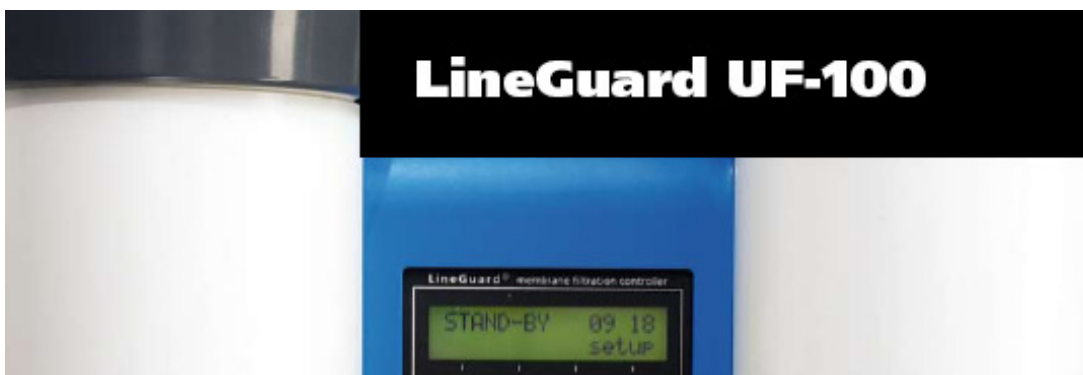 LineGuard UF-100
LineGuard® membrane filtration controller
STAND-BY 09 18
setup